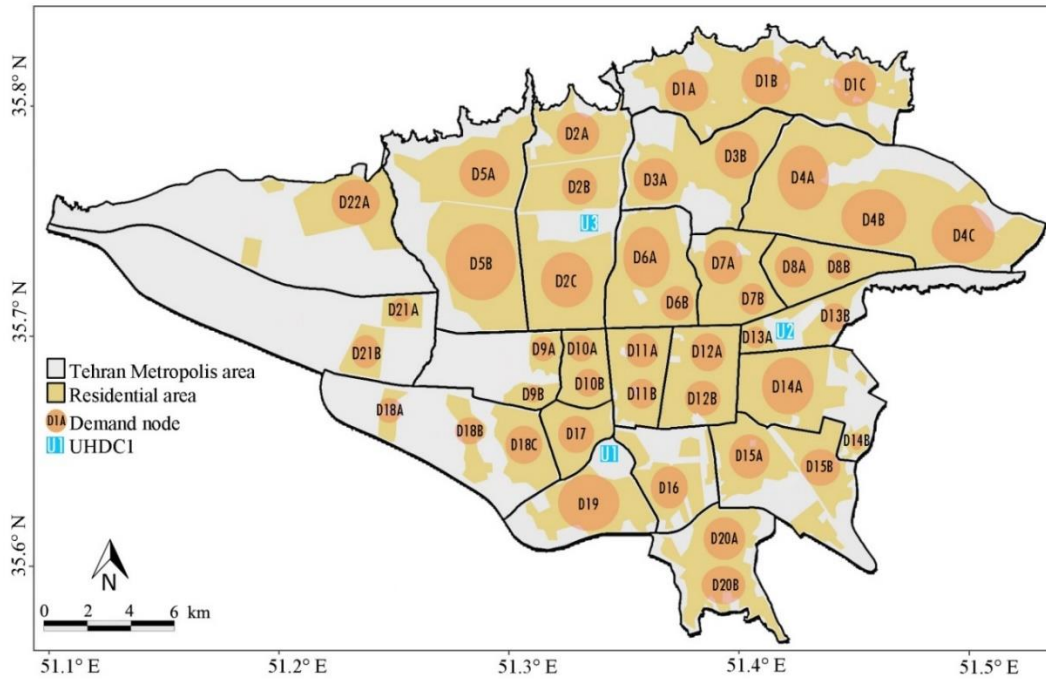 35.8° N
35.7° N
35.6° N
D1A
D1B
D1C
D2A
D3B
D5A
D2B
D3A
D4A
D22A
U3
D4B
D4C
D5B
D2C
D6A
D7A
D8A
D8B
D6B
D7B
D21A
D13B
D13A
U2
D21B
D9A
D10A
D11A
D12A
D9B
D10B
D11B
D12B
D14A
D18A
D18B
D18C
D17
U1
D15A
D15B
D14B
D19
D16
D20A
D20B
Tehran Metropolis area
Residential area
D1A Demand node
U1 UHDC1
N
0 2 4 6 km
51.1° E 51.2° E 51.3° E 51.4° E 51.5° E